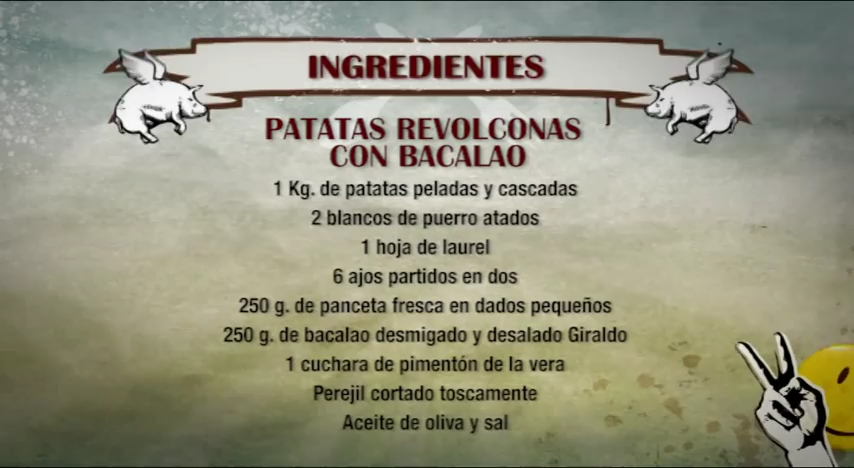 INGREDIENTES
PATATAS REVOLCONAS
CON BACALAO
1 Kg. de patatas peladas y cascadas
2 blancos de puerro atados
1 hoja de laurel
6 ajos partidos en dos
250 g. de panceta fresca en dados pequeños
250 g. de bacalao desmigado y desalado Giraldo
1 cuchara de pimentón de la vera
Perejil cortado toscamente
Aceite de oliva y sal